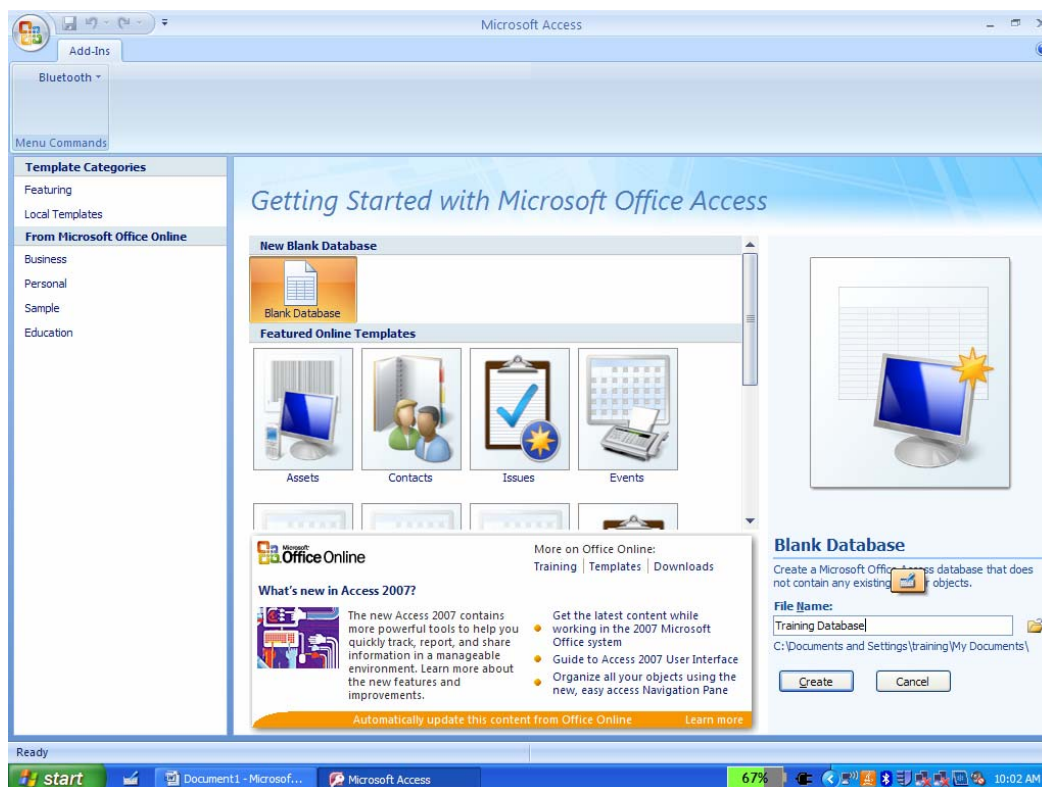 Microsoft Access
Add-Ins
Bluetooth
Menu Commands
Template Categories
Featuring
Local Templates
From Microsoft Office Online
Business
Personal
Sample
Education
Getting Started with Microsoft Office Access
New Blank Database
Blank Database
Featured Online Templates
Assets
Contacts
Issues
Events
Microsoft
Office Online
More on Office Online:
Training | Templates | Downloads
What's new in Access 2007?
The new Access 2007 contains
more powerful tools to help you
quickly track, report, and share
information in a manageable
environment. Learn more about
the new features and
improvements.
Get the latest content while
working in the 2007 Microsoft
Office system
Guide to Access 2007 User Interface
Organize all your objects using the
new, easy access Navigation Pane
Automatically update this content from Office Online
Learn more
Blank Database
Create a Microsoft Office Access database that does
not contain any existing objects.
File Name:
Training Database
C:\Documents and Settings\training\My Documents\
Create
Cancel
Ready
start
Document1 - Microsof...
Microsoft Access
67%
10:02 AM